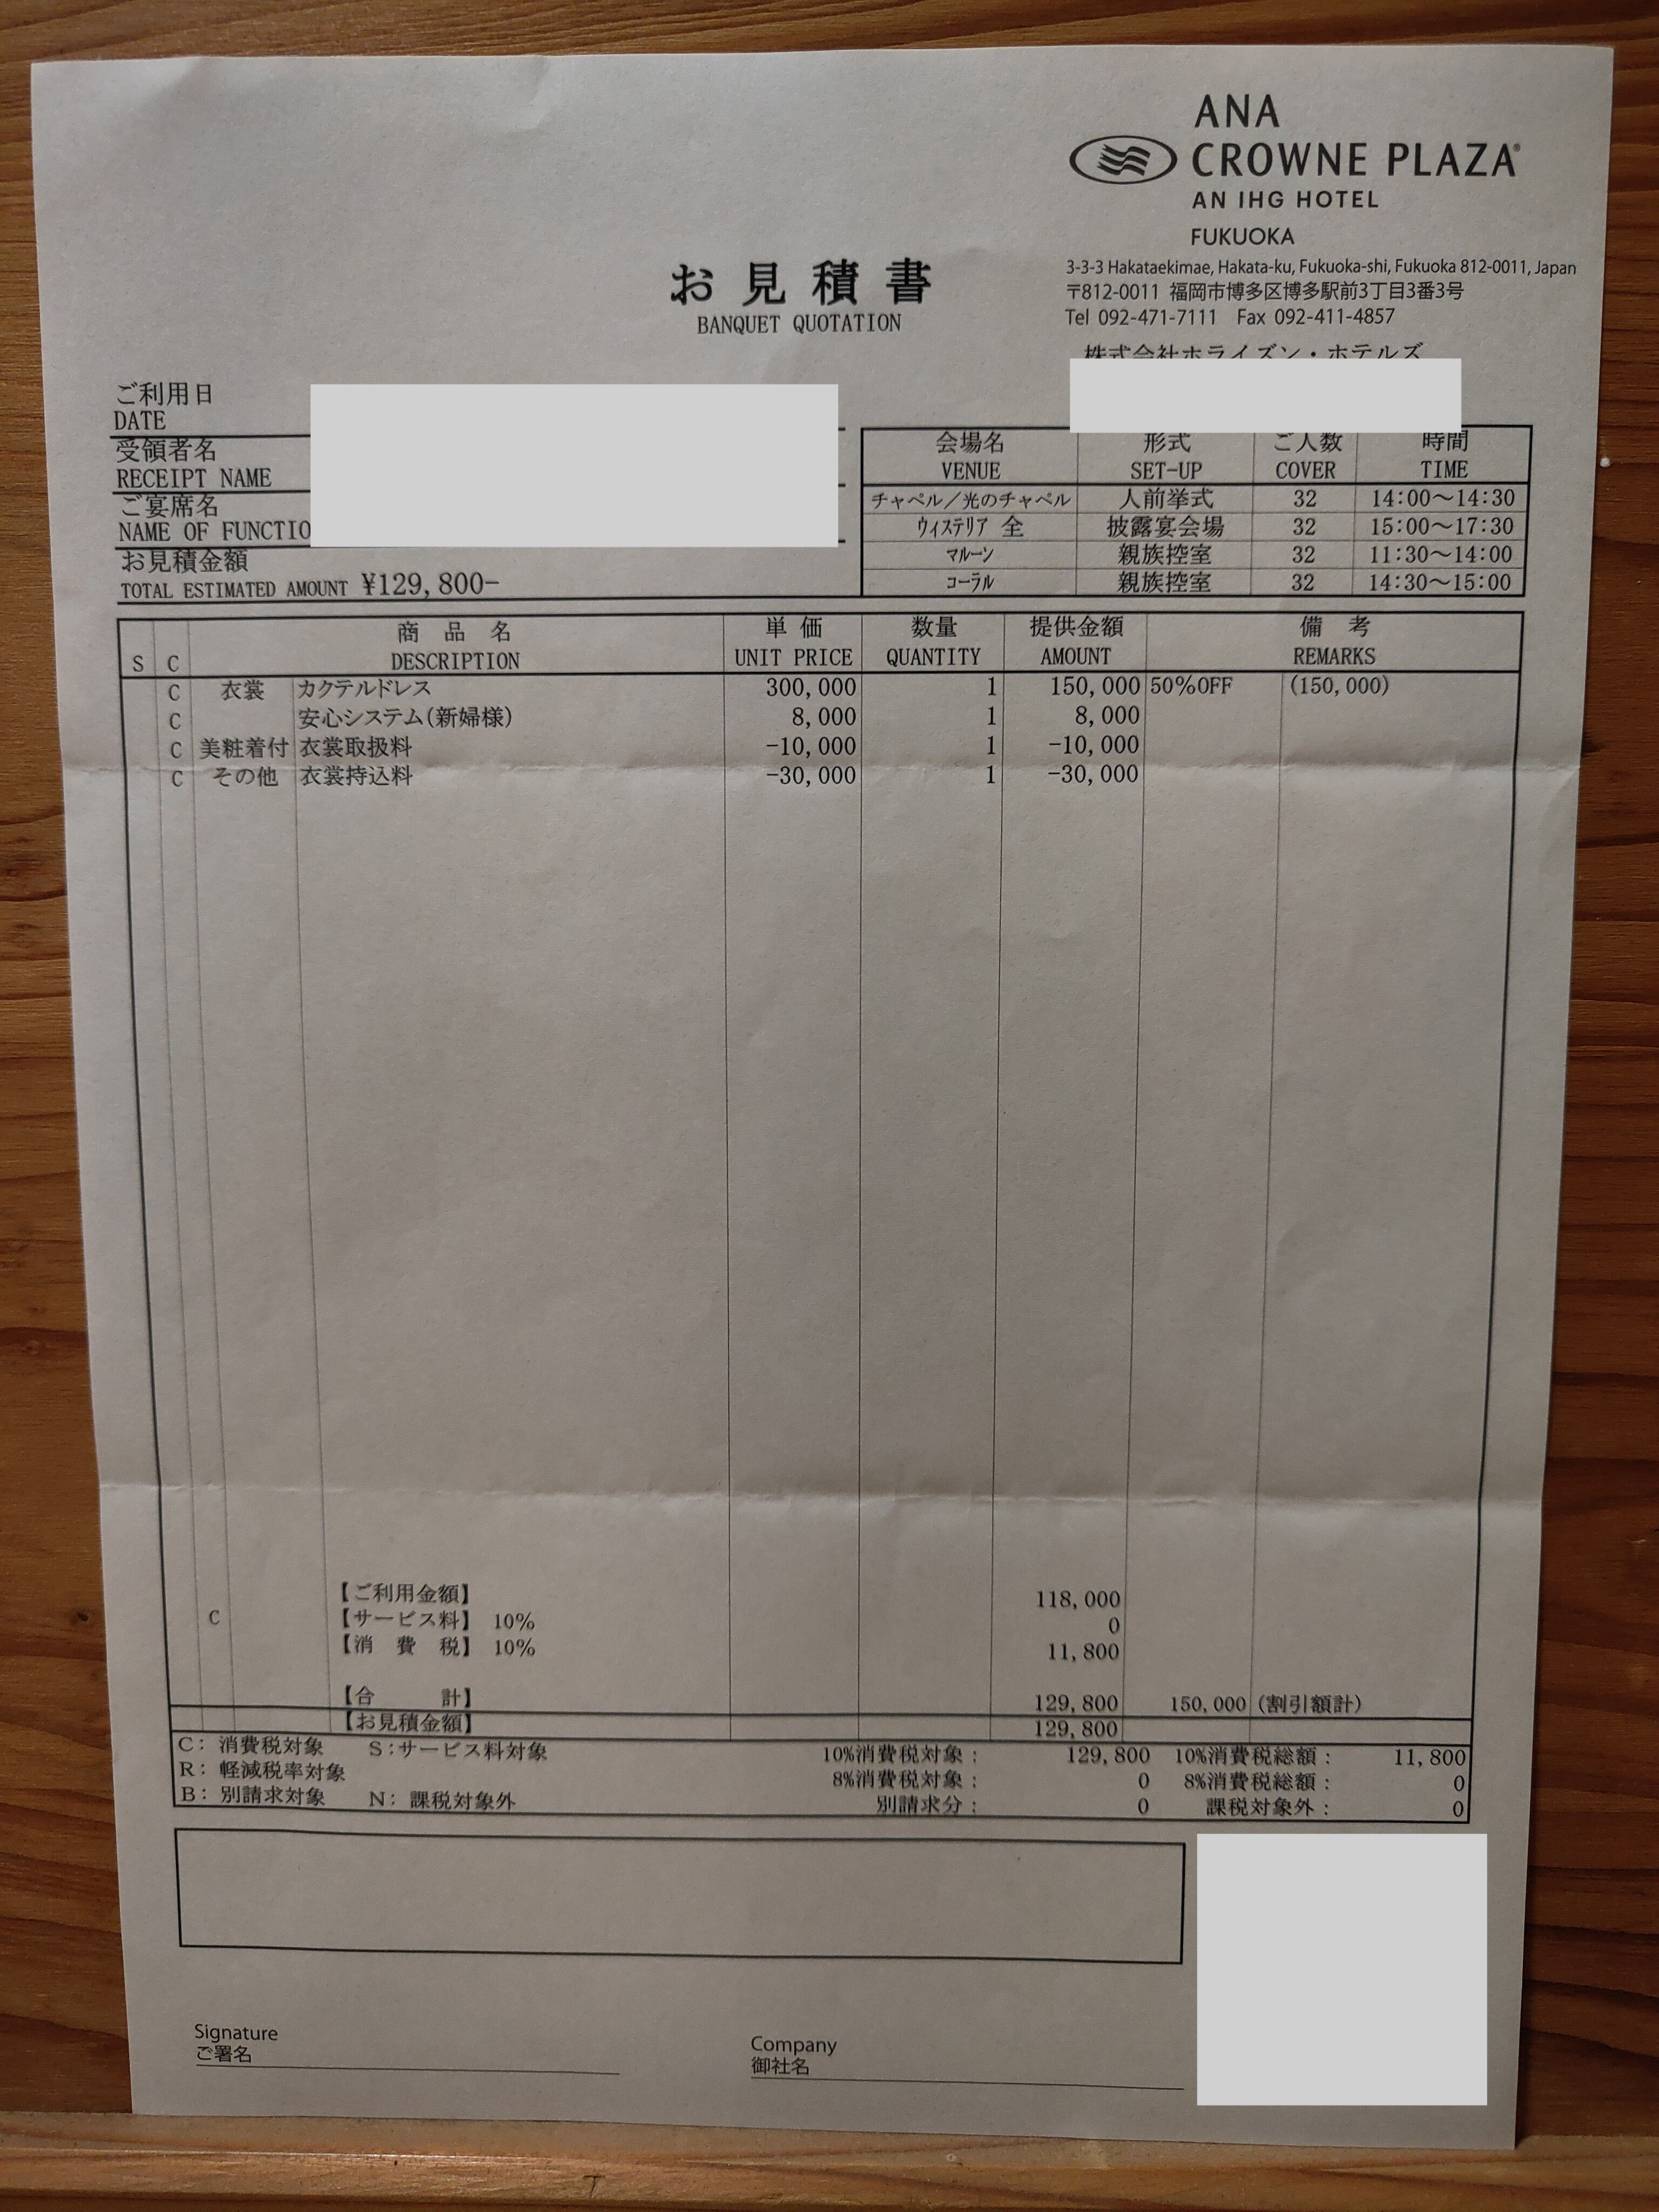 ANA
CROWNE PLAZA
AN IHG HOTEL
FUKUOKA
3-3-3 Hakataekimae, Hakata-ku, Fukuoka-shi, Fukuoka 812-0011, Japan
〒812-0011 福岡市博多区博多駅前3丁目3番3号
Tel 092-471-7111 Fax 092-411-4857
株式会社ホライズン・ホテルズ
お見積書
BANQUET QUOTATION
ご利用日
DATE
受領者名
RECEIPT NAME
ご宴席名
NAME OF FUNCTIO
お見積金額
TOTAL ESTIMATED AMOUNT ¥129,800-
会場名 形式 ご人数 時間
VENUE SET-UP COVER TIME
チャペル/光のチャペル 人前挙式 32 14:00〜14:30
ウィステリア 全 披露宴会場 32 15:00〜17:30
マルーン 親族控室 32 11:30〜14:00
コーラル 親族控室 32 14:30〜15:00
商品名 単価 数量 提供金額 備考
S C DESCRIPTION UNIT PRICE QUANTITY AMOUNT REMARKS
C 衣裳 カクテルドレス 300,000 1 150,000 50%OFF (150,000)
C 安心システム(新婦様) 8,000 1 8,000
C 美粧着付 衣裳取扱料 -10,000 1 -10,000
C その他 衣裳持込料 -30,000 1 -30,000
【ご利用金額】 118,000
C 【サービス料】 10% 0
【消費税】 10% 11,800
【合計】 129,800 150,000 (割引額計)
【お見積金額】 129,800
C: 消費税対象 S:サービス料対象 10%消費税対象: 129,800 10%消費税総額: 11,800
R: 軽減税率対象 8%消費税対象: 0 8%消費税総額: 0
B: 別請求対象 N: 課税対象外 別請求分: 0 課税対象外: 0
Signature
ご署名
Company
御社名